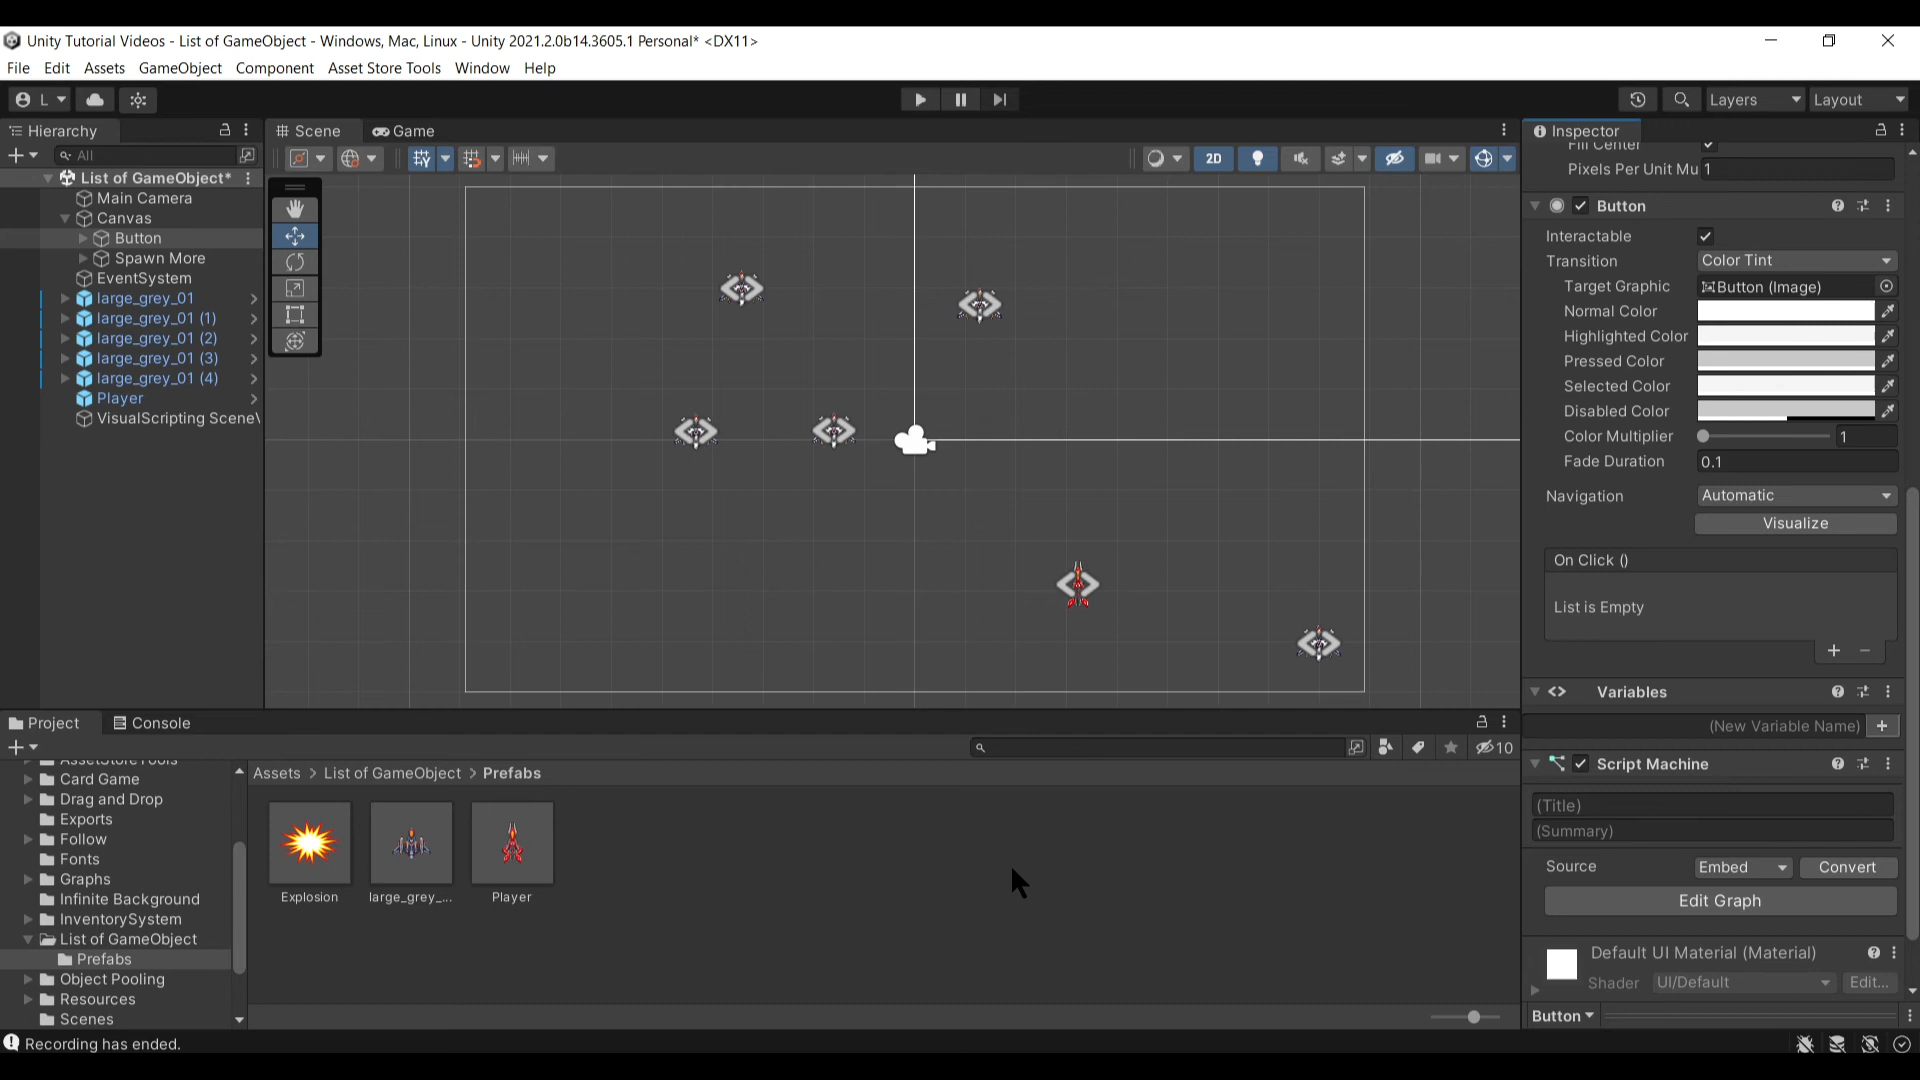 Unity Tutorial Videos - List of GameObject - Windows, Mac, Linux - Unity 2021.2.0b14.3605.1 Personal* <DX11>
File Edit Assets GameObject Component Asset Store Tools Window Help
L
Layers
Layout
Hierarchy
All
List of GameObject*
Main Camera
Canvas
Button
Spawn More
EventSystem
large_grey_01
large_grey_01 (1)
large_grey_01 (2)
large_grey_01 (3)
large_grey_01 (4)
Player
VisualScripting Scene\
Scene
Game
2D
Inspector
Fill Center
Pixels Per Unit Mu 1
Button
Interactable
Transition Color Tint
Target Graphic Button (Image)
Normal Color
Highlighted Color
Pressed Color
Selected Color
Disabled Color
Color Multiplier 1
Fade Duration 0.1
Navigation Automatic
Visualize
On Click ()
List is Empty
Variables
(New Variable Name)
Script Machine
(Title)
(Summary)
Source Embed Convert
Edit Graph
Default UI Material (Material)
Shader UI/Default Edit...
Button
Project
Console
10
AssetStoreTools
Card Game
Drag and Drop
Exports
Follow
Fonts
Graphs
Infinite Background
InventorySystem
List of GameObject
Prefabs
Object Pooling
Resources
Scenes
Assets > List of GameObject > Prefabs
Explosion
large_grey_...
Player
Recording has ended.